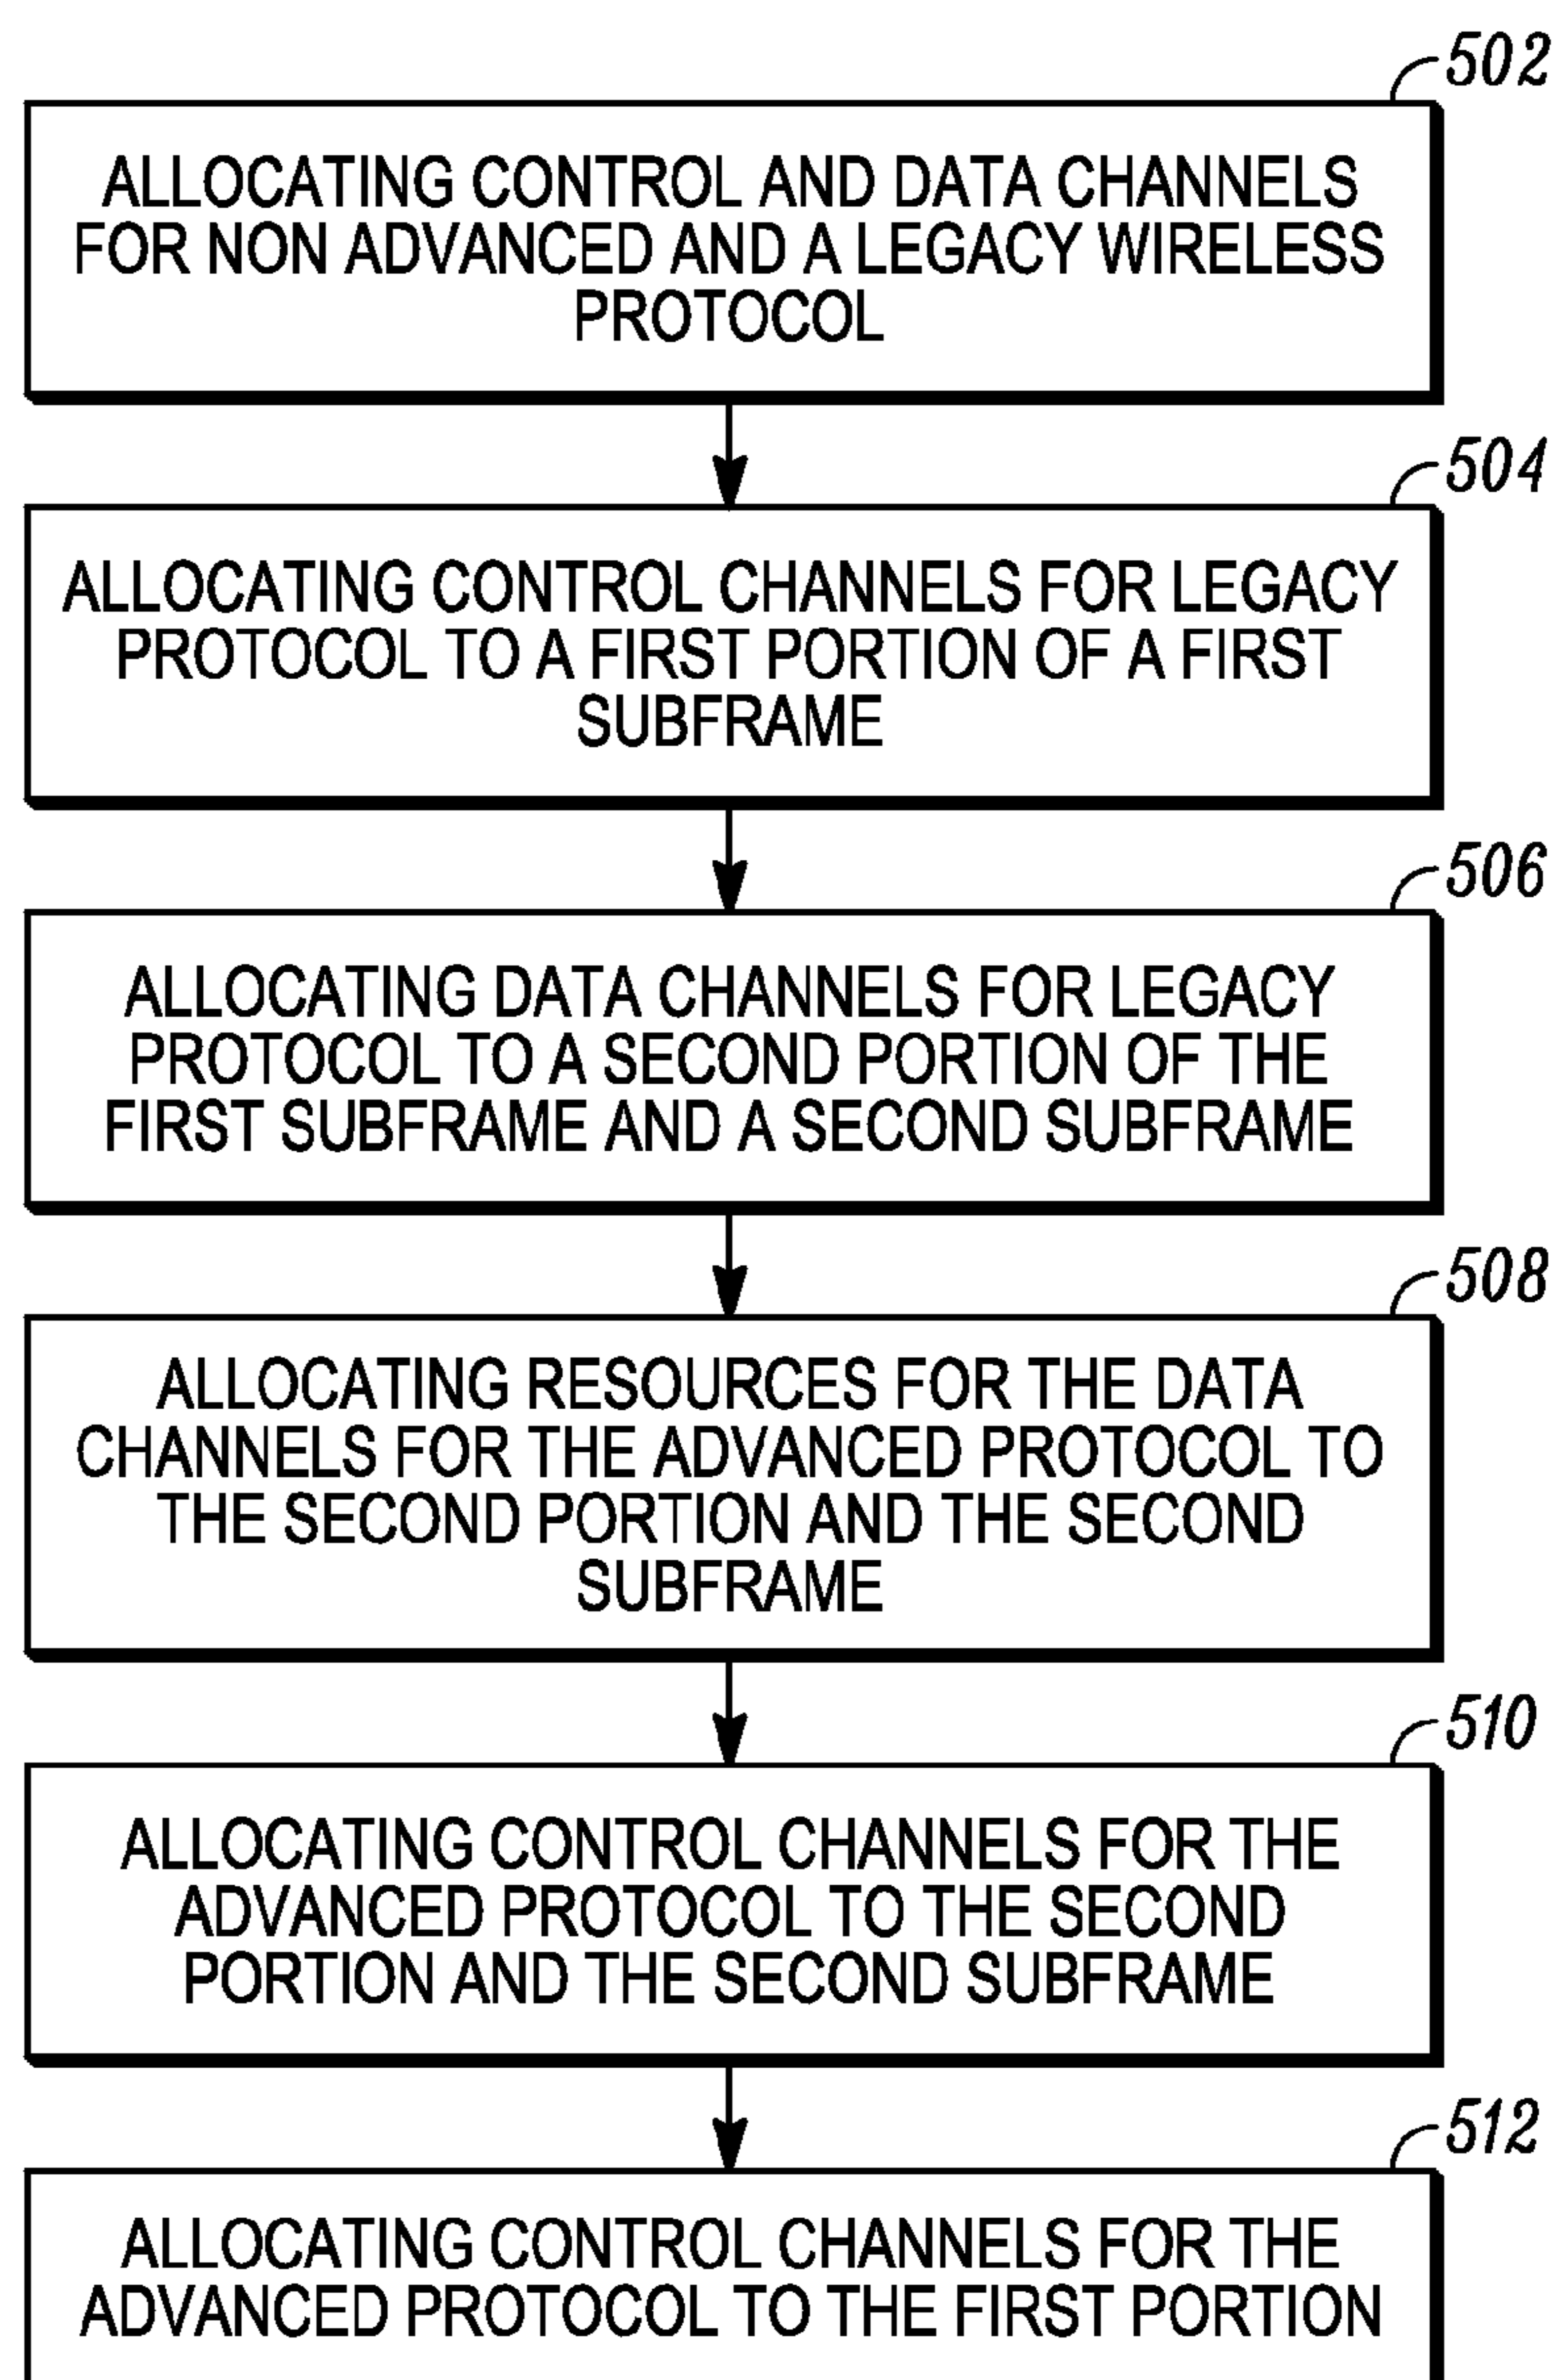 502
ALLOCATING CONTROL AND DATA CHANNELS
FOR NON ADVANCED AND A LEGACY WIRELESS
PROTOCOL
504
ALLOCATING CONTROL CHANNELS FOR LEGACY
PROTOCOL TO A FIRST PORTION OF A FIRST
SUBFRAME
506
ALLOCATING DATA CHANNELS FOR LEGACY
PROTOCOL TO A SECOND PORTION OF THE
FIRST SUBFRAME AND A SECOND SUBFRAME
508
ALLOCATING RESOURCES FOR THE DATA
CHANNELS FOR THE ADVANCED PROTOCOL TO
THE SECOND PORTION AND THE SECOND
SUBFRAME
510
ALLOCATING CONTROL CHANNELS FOR THE
ADVANCED PROTOCOL TO THE SECOND
PORTION AND THE SECOND SUBFRAME
512
ALLOCATING CONTROL CHANNELS FOR THE
ADVANCED PROTOCOL TO THE FIRST PORTION